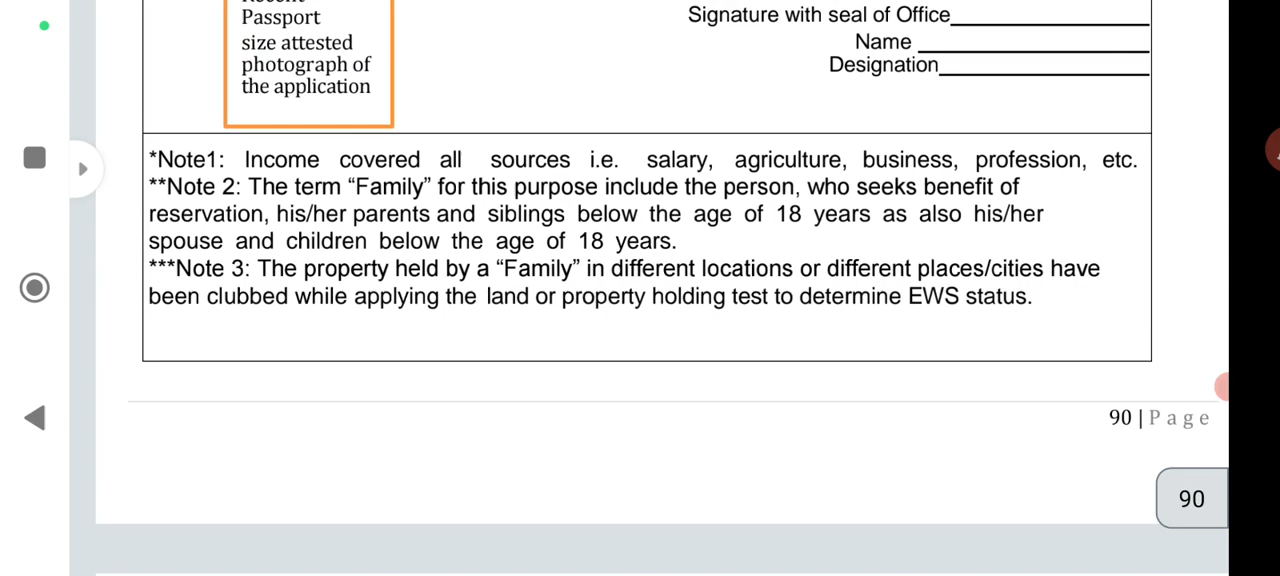 Passport
size attested
photograph of
the application
Signature with seal of Office
Name
Designation
*Note1: Income covered all sources i.e. salary, agriculture, business, profession, etc.
**Note 2: The term “Family” for this purpose include the person, who seeks benefit of
reservation, his/her parents and siblings below the age of 18 years as also his/her
spouse and children below the age of 18 years.
***Note 3: The property held by a “Family” in different locations or different places/cities have
been clubbed while applying the land or property holding test to determine EWS status.
90 | P a g e
90